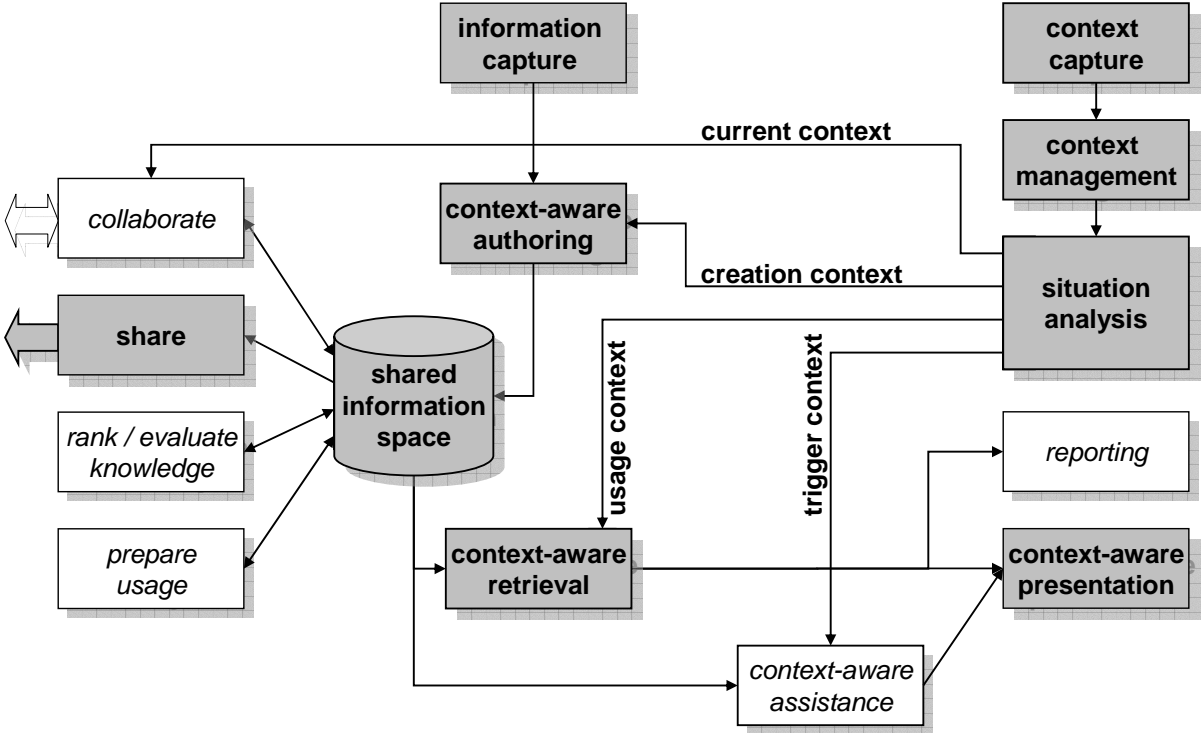 information
capture
context
capture
current context
context
management
collaborate
context-aware
authoring
creation context
situation
analysis
share
shared
information
space
usage context
trigger context
rank / evaluate
knowledge
reporting
prepare
usage
context-aware
retrieval
context-aware
presentation
context-aware
assistance